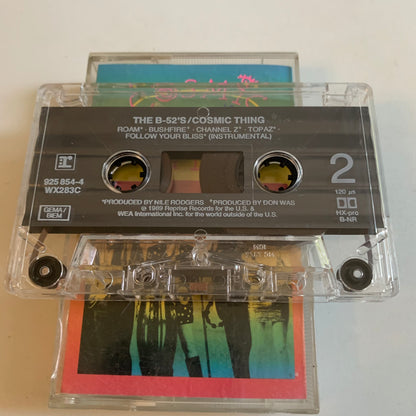 THE B-52'S/COSMIC THING
ROAM* · BUSHFIRE* · CHANNEL Z* · TOPAZ* ·
FOLLOW YOUR BLISS* (INSTRUMENTAL)
925 854-4
WX283C
2
120 µs
HX-pro
B-NR
GEMA/
BIEM
*PRODUCED BY NILE RODGERS *PRODUCED BY DON WAS
℗ 1989 Reprise Records for the U.S. &
WEA International Inc. for the world outside of the U.S.